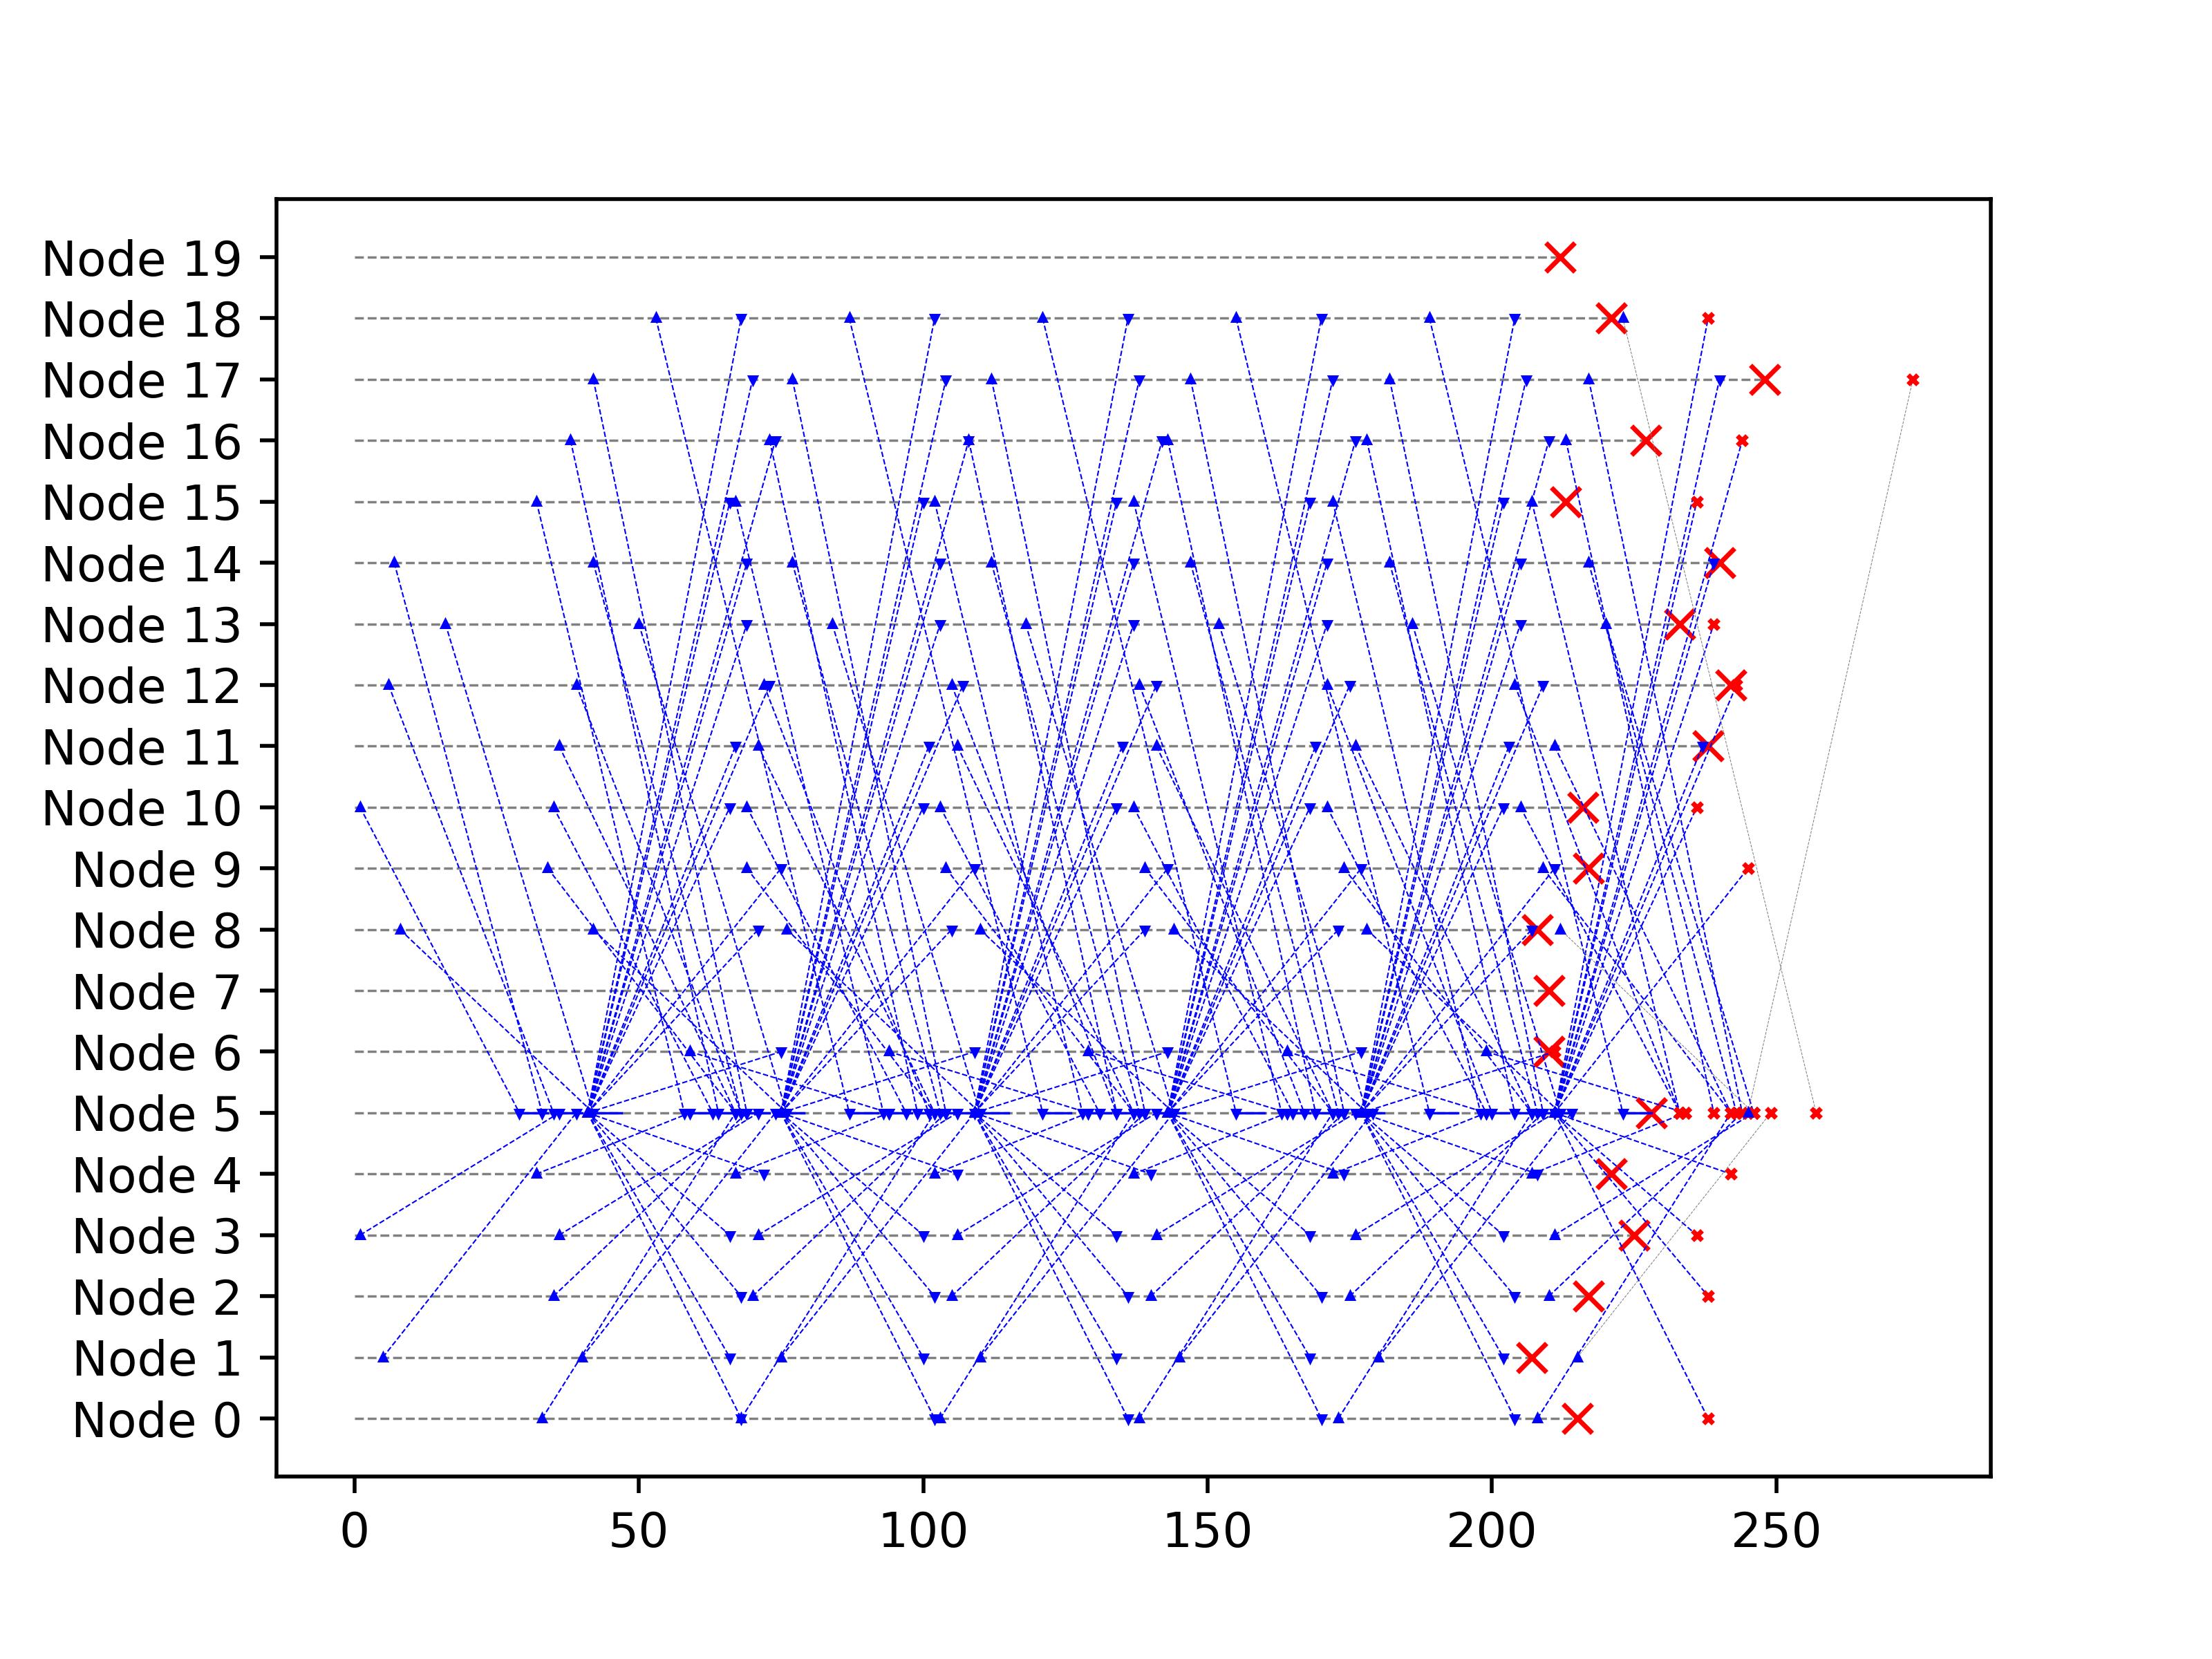 Node 19
Node 18
Node 17
Node 16
Node 15
Node 14
Node 13
Node 12
Node 11
Node 10
Node 9
Node 8
Node 7
Node 6
Node 5
Node 4
Node 3
Node 2
Node 1
Node 0
0 50 100 150 200 250